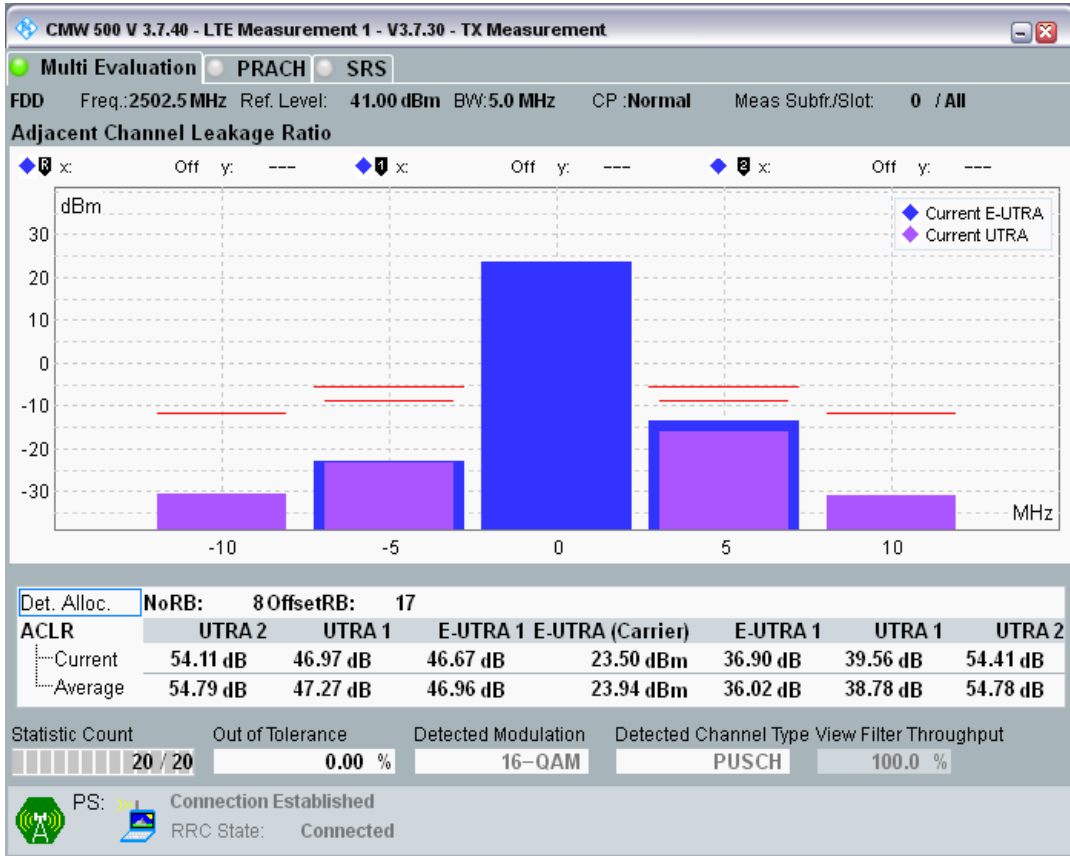 CMW 500 V 3.7.40 - LTE Measurement 1 - V3.7.30 - TX Measurement
Multi Evaluation PRACH SRS
FDD Freq.:2502.5 MHz Ref. Level: 41.00 dBm BW:5.0 MHz CP :Normal Meas Subfr./Slot: 0 / All
Adjacent Channel Leakage Ratio
R x: Off y: --- 1 x: Off y: --- 2 x: Off y: ---
dBm
Current E-UTRA
Current UTRA
30
20
10
0
-10
-20
-30
MHz
-10 -5 0 5 10
Det. Alloc. NoRB: 8 OffsetRB: 17
ACLR UTRA 2 UTRA 1 E-UTRA 1 E-UTRA (Carrier) E-UTRA 1 UTRA 1 UTRA 2
Current 54.11 dB 46.97 dB 46.67 dB 23.50 dBm 36.90 dB 39.56 dB 54.41 dB
Average 54.79 dB 47.27 dB 46.96 dB 23.94 dBm 36.02 dB 38.78 dB 54.78 dB
Statistic Count Out of Tolerance Detected Modulation Detected Channel Type View Filter Throughput
20 / 20 0.00 % 16-QAM PUSCH 100.0 %
PS: Connection Established
RRC State: Connected